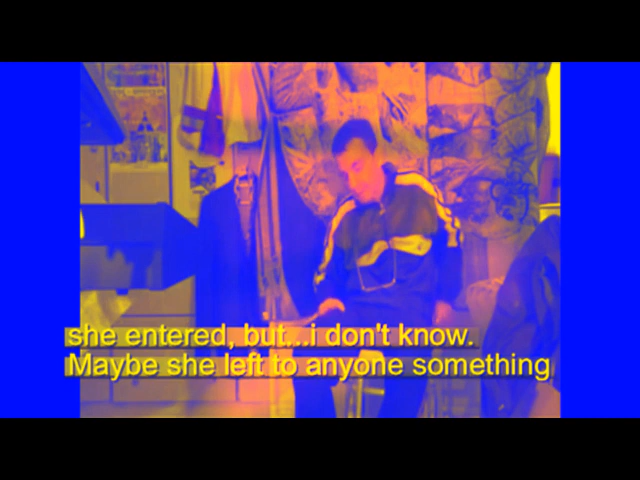 she entered, but...i don't know.
Maybe she left to anyone something